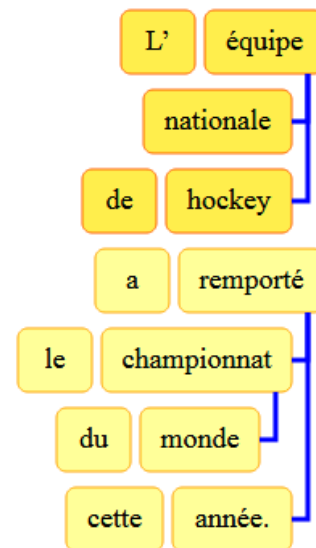 L’ équipe
nationale
de hockey
a remporté
le championnat
du monde
cette année.